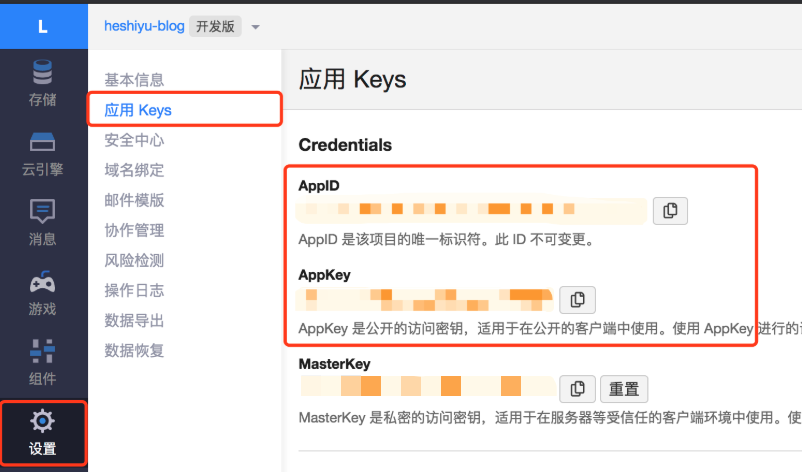 L
heshiyu-blog 开发版
存储
云引擎
消息
游戏
组件
设置
基本信息
应用 Keys
安全中心
域名绑定
邮件模版
协作管理
风险检测
操作日志
数据导出
数据恢复
应用 Keys
Credentials
AppID
AppID 是该项目的唯一标识符。此 ID 不可变更。
AppKey
AppKey 是公开的访问密钥，适用于在公开的客户端中使用。使用 AppKey 进行的
MasterKey
重置
MasterKey 是私密的访问密钥，适用于在服务器等受信任的客户端环境中使用。使